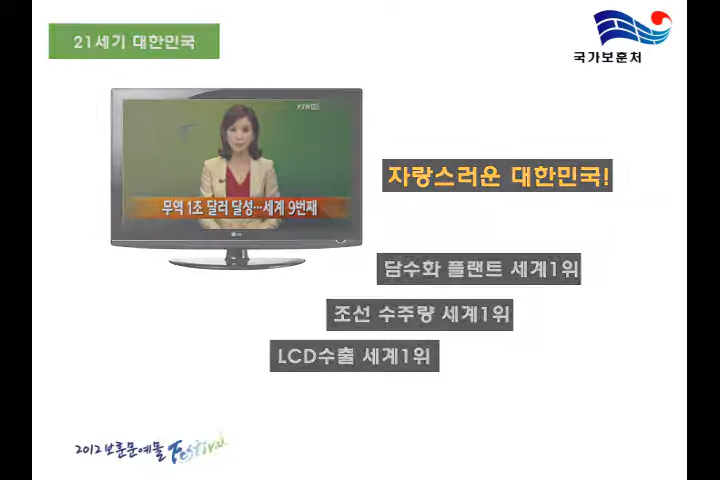 21세기 대한민국
국가보훈처
YTN HD
무역 1조 달러 달성…세계 9번째
LG
자랑스러운 대한민국!
담수화 플랜트 세계1위
조선 수주량 세계1위
LCD수출 세계1위
2012 보훈문예물 Festival